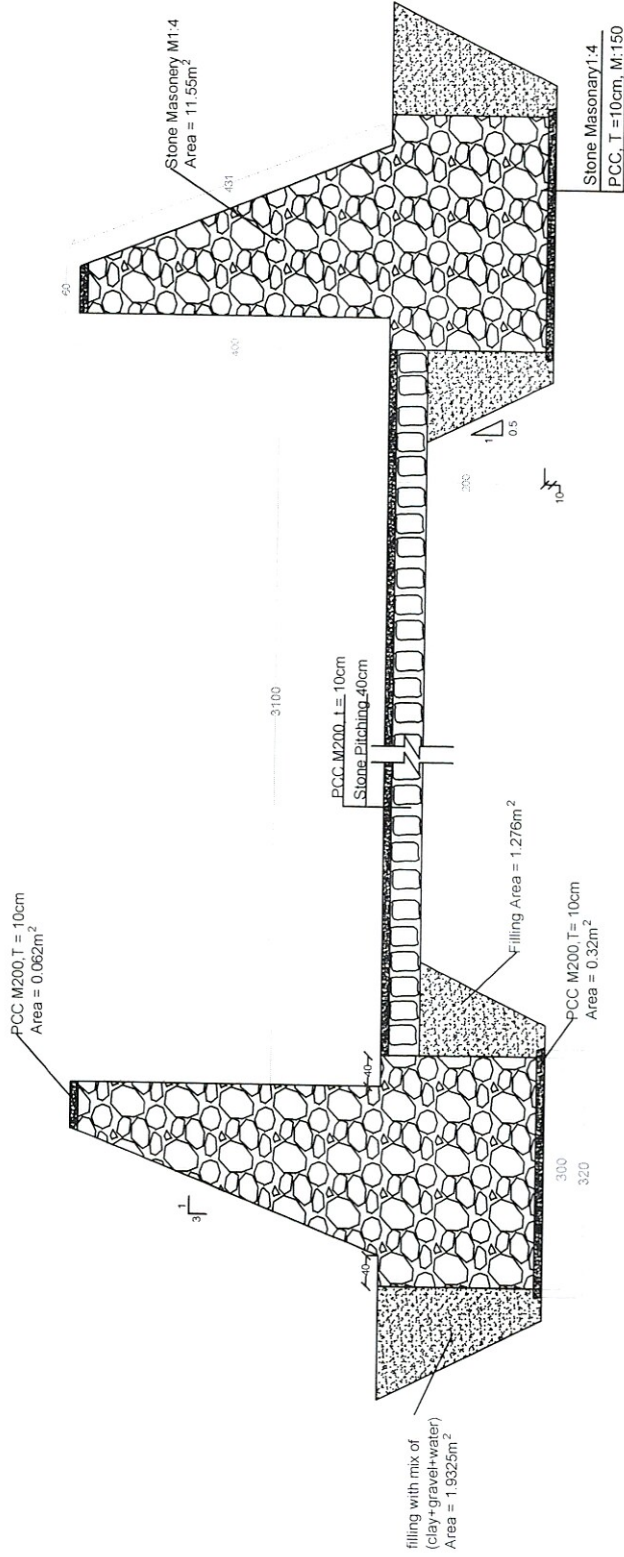 PCC M200,T = 10cm
Area = 0.062m²
Stone Masonery M1:4
Area = 11.55m²
60
431
400
3100
3
1
40
40
PCC M200, t = 10cm
Stone Pitching 40cm
filling with mix of
(clay+gravel+water)
Area = 1.9325m²
Filling Area = 1.276m²
PCC M200,T= 10cm
Area = 0.32m²
300
320
1
0.5
10
Stone Masonary1:4
PCC, T =10cm, M:150